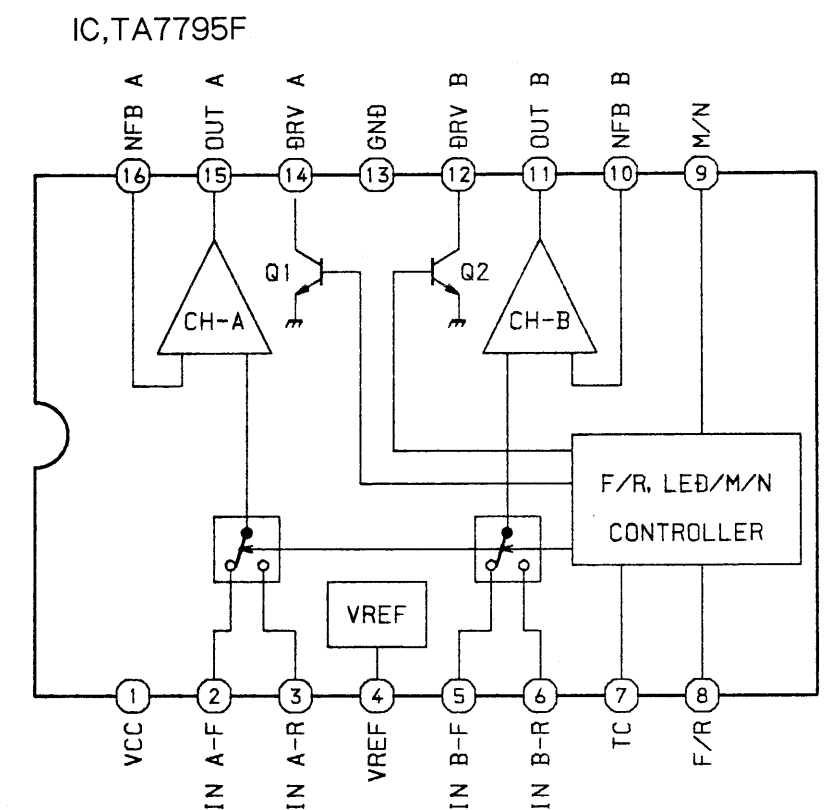 IC,TA7795F
NFB A
OUT A
DRV A
GND
DRV B
OUT B
NFB B
M/N
16 15 14 13 12 11 10 9
Q1 Q2
CH-A CH-B
F/R, LED/M/N
CONTROLLER
VREF
1 2 3 4 5 6 7 8
VCC
IN A-F
IN A-R
VREF
IN B-F
IN B-R
TC
F/R